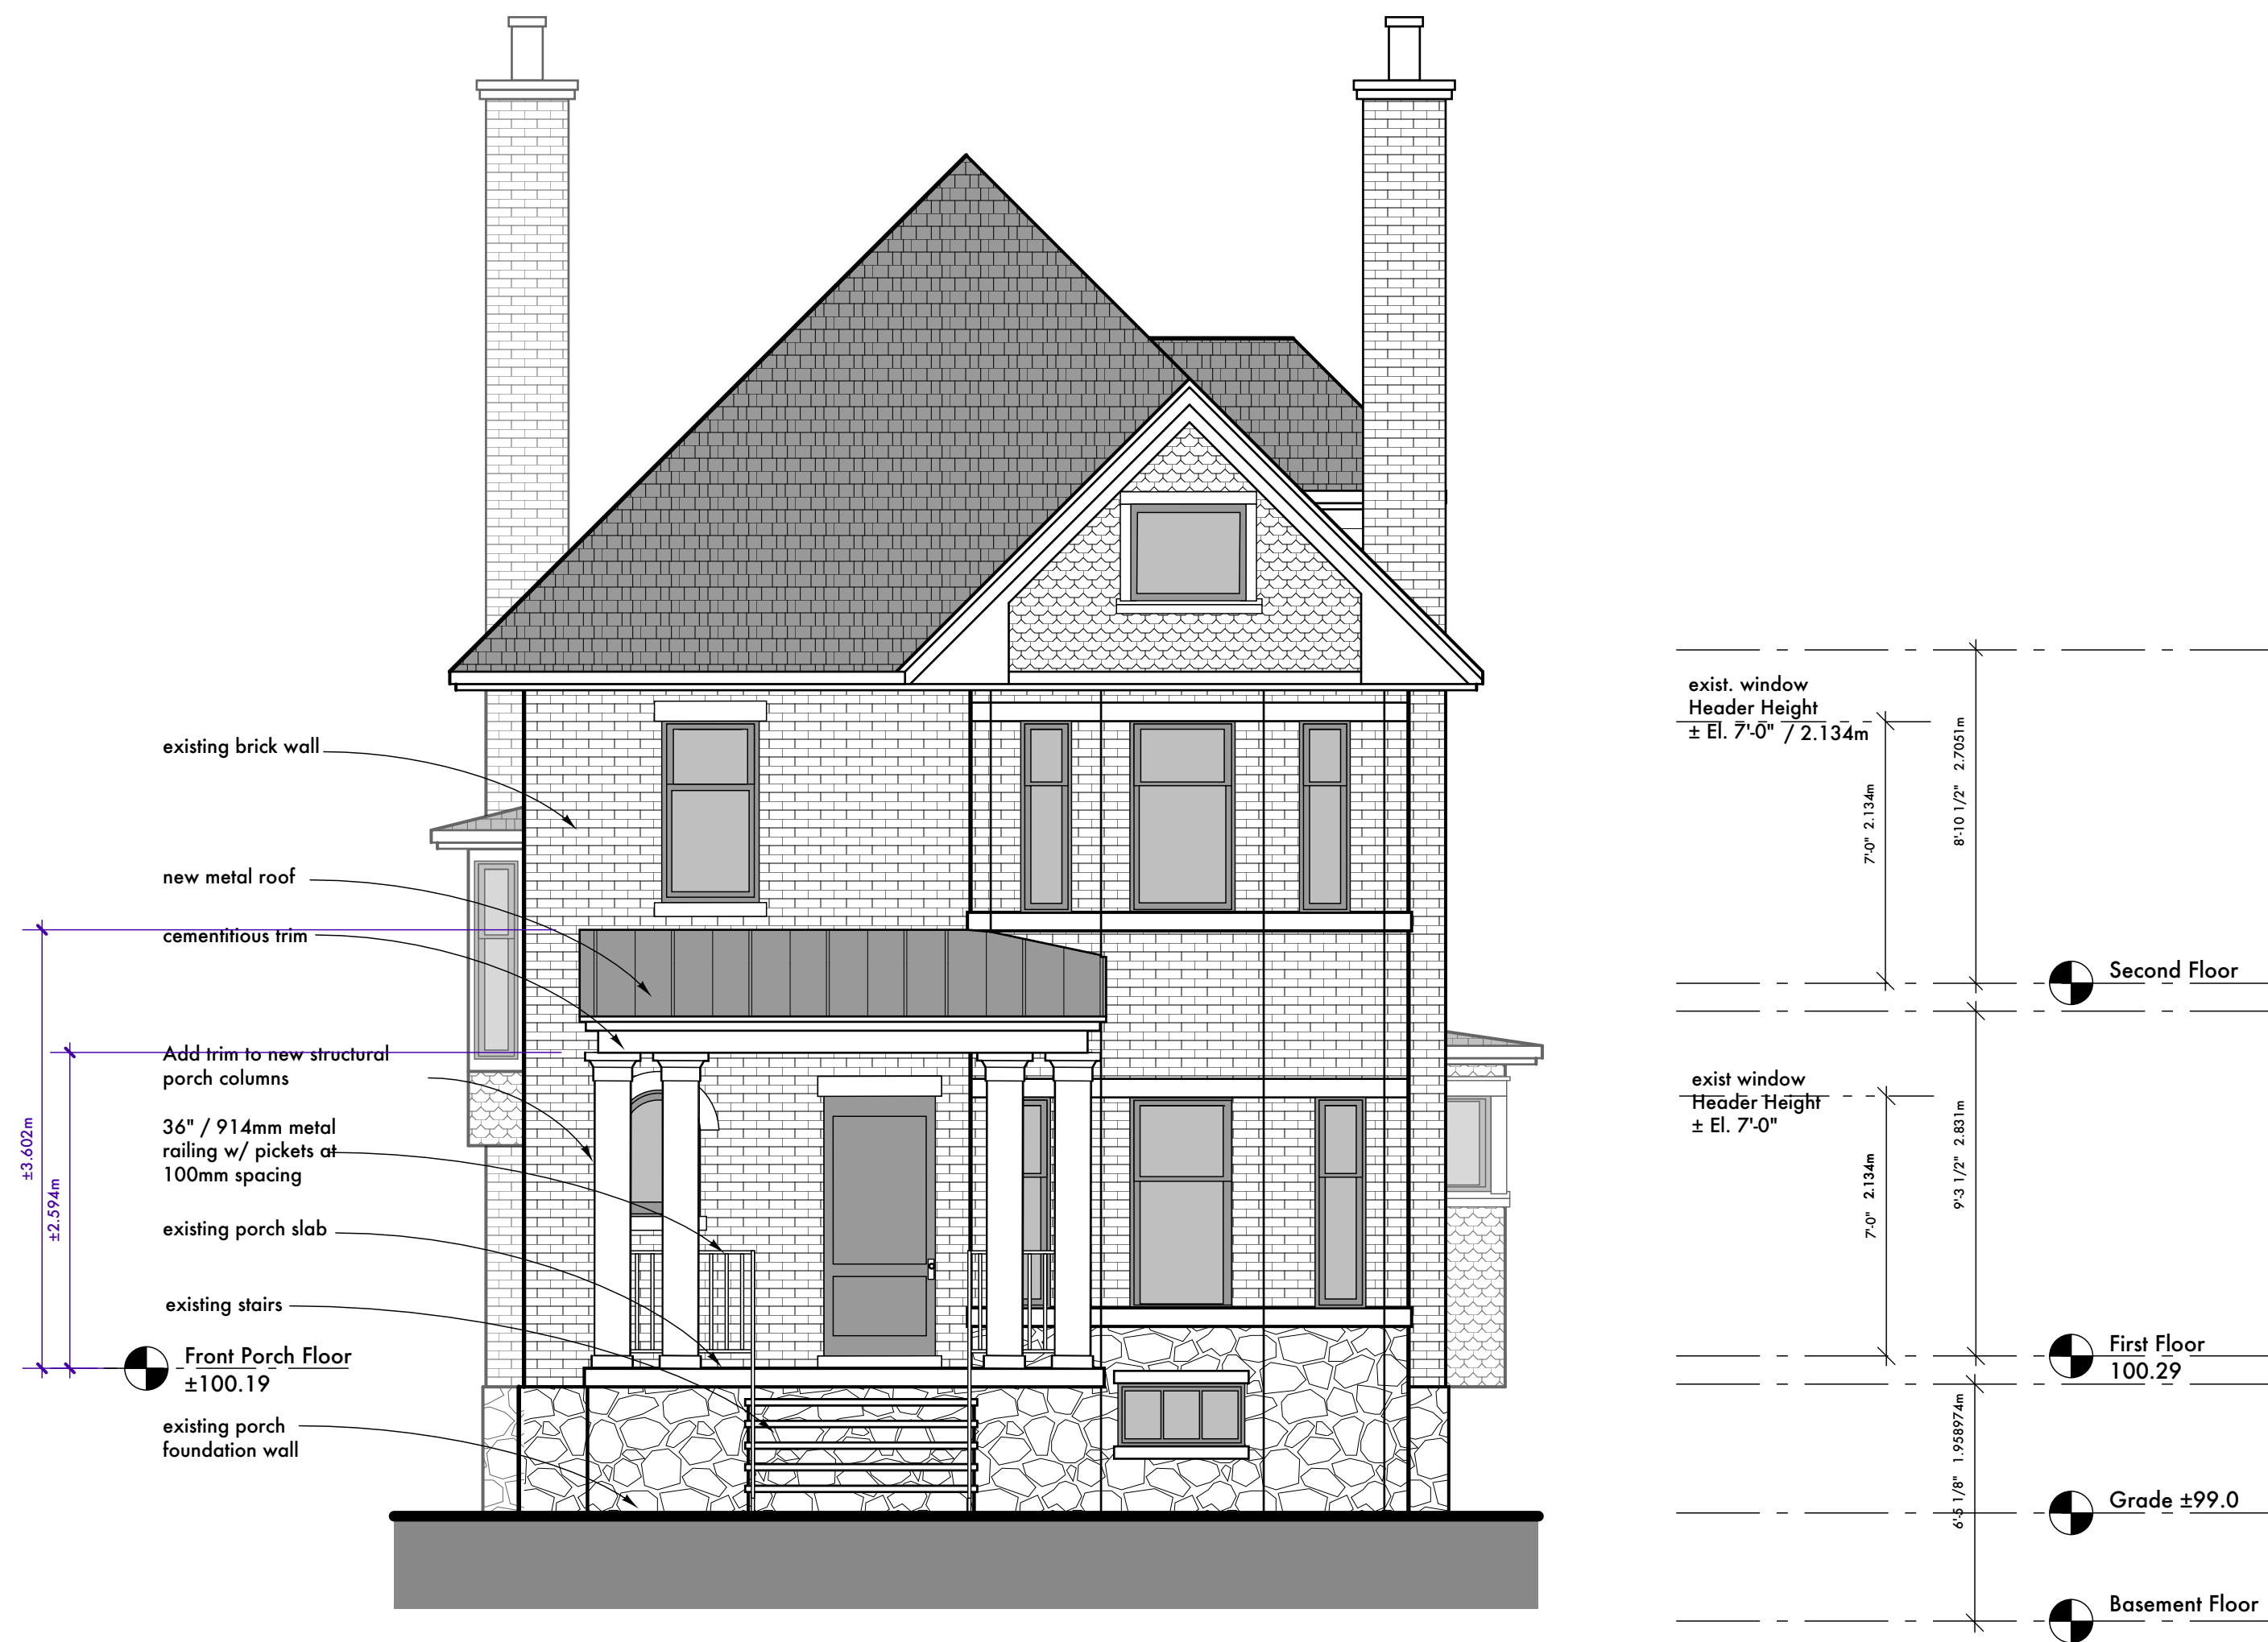 existing brick wall
new metal roof
cementitious trim
Add trim to new structural
porch columns
36" / 914mm metal
railing w/ pickets at
100mm spacing
existing porch slab
existing stairs
Front Porch Floor
±100.19
existing porch
foundation wall
±3.602m
±2.594m
exist. window
Header Height
± El. 7'-0" / 2.134m
7'-0" 2.134m
8'-10 1/2" 2.7051m
Second Floor
exist window
Header Height
± El. 7'-0"
7'-0" 2.134m
9'-3 1/2" 2.831m
First Floor
100.29
6'-5 1/8" 1.958974m
Grade ±99.0
Basement Floor